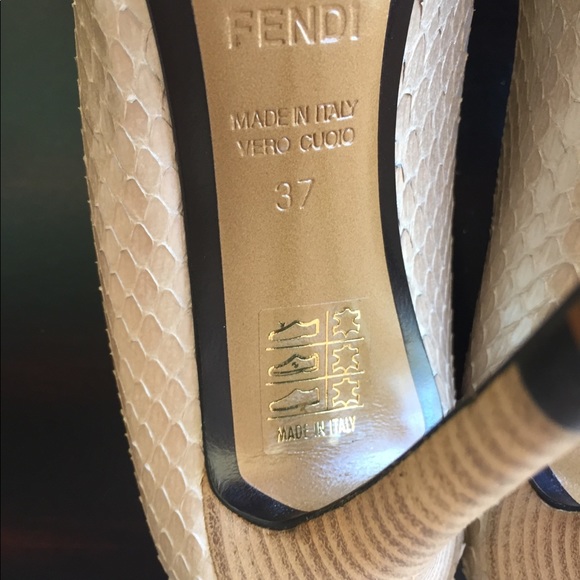 FENDI
MADE IN ITALY
VERO CUOIO
37
MADE IN ITALY